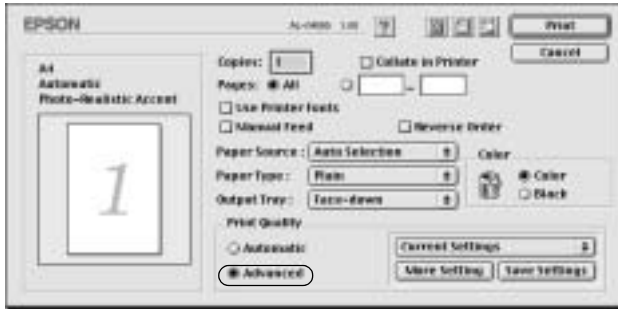 EPSON
Print
Cancel
A4
Automatic
Photo-Realistic Accent
1
Copies: 1
Collate in Printer
Pages: All
-
Use Printer Fonts
Manual Feed
Reverse Order
Paper Source: Auto Selection
Paper Type: Plain
Output Tray: Face-down
Color
Color
Black
Print Quality
Automatic
Advanced
Current Settings
More Setting
Save Settings